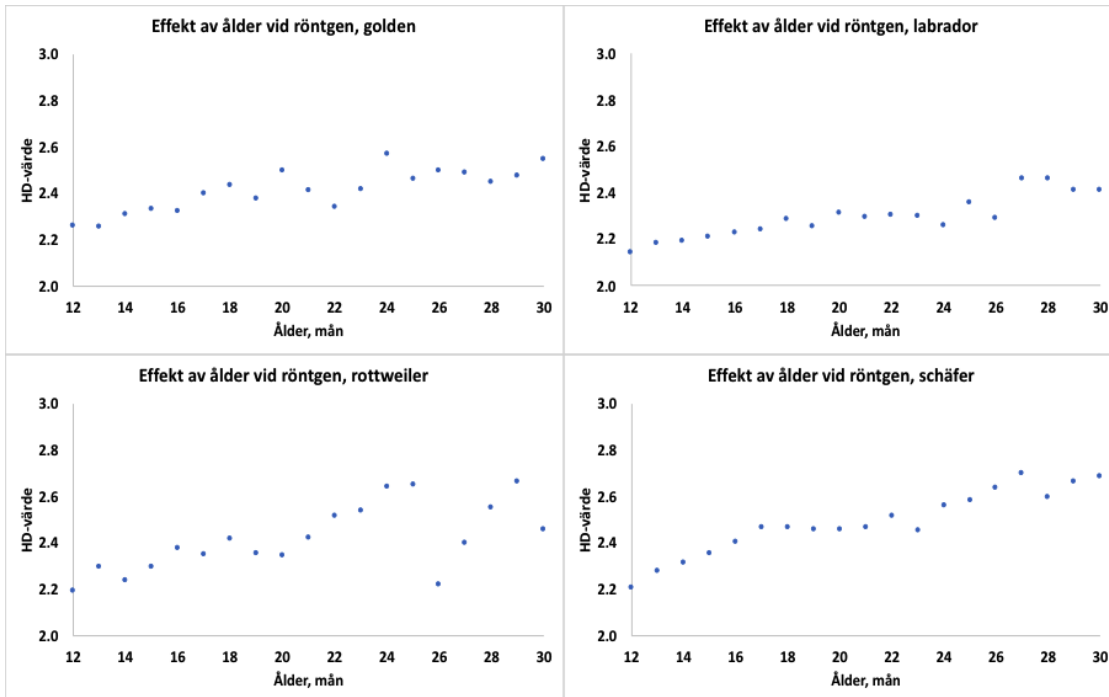 Effekt av ålder vid röntgen, golden
3.0
2.8
2.6
2.4
2.2
2.0
HD-värde
12 14 16 18 20 22 24 26 28 30
Ålder, mån
Effekt av ålder vid röntgen, labrador
3.0
2.8
2.6
2.4
2.2
2.0
HD-värde
12 14 16 18 20 22 24 26 28 30
Ålder, mån
Effekt av ålder vid röntgen, rottweiler
3.0
2.8
2.6
2.4
2.2
2.0
HD-värde
12 14 16 18 20 22 24 26 28 30
Ålder, mån
Effekt av ålder vid röntgen, schäfer
3.0
2.8
2.6
2.4
2.2
2.0
HD-värde
12 14 16 18 20 22 24 26 28 30
Ålder, mån